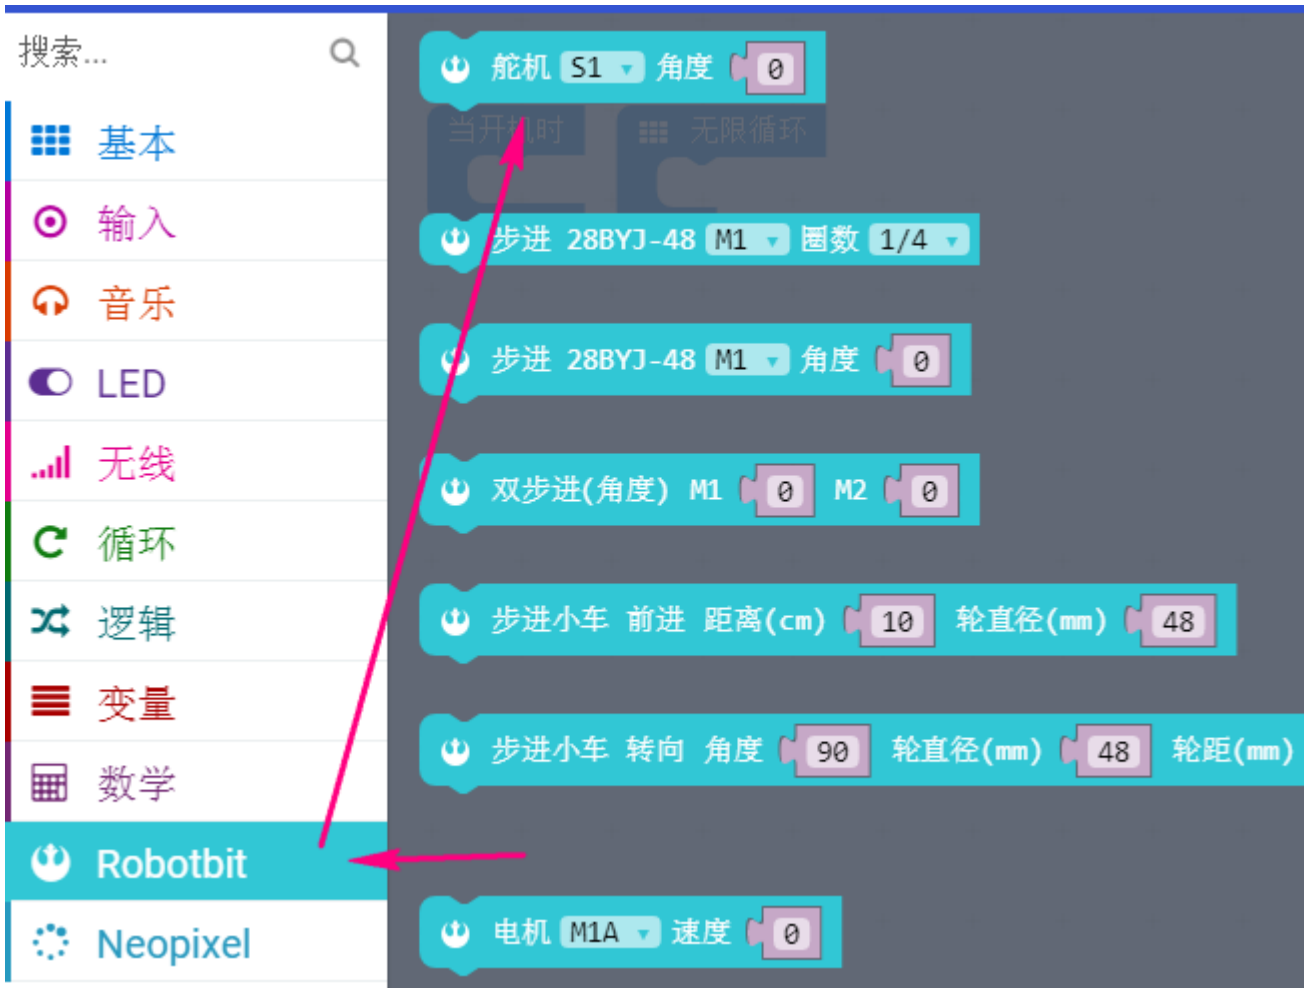 搜索...
基本
输入
音乐
LED
无线
循环
逻辑
变量
数学
Robotbit
Neopixel
舵机 S1 角度 0
当开机时 无限循环
步进 28BYJ-48 M1 圈数 1/4
步进 28BYJ-48 M1 角度 0
双步进(角度) M1 0 M2 0
步进小车 前进 距离(cm) 10 轮直径(mm) 48
步进小车 转向 角度 90 轮直径(mm) 48 轮距(mm)
电机 M1A 速度 0